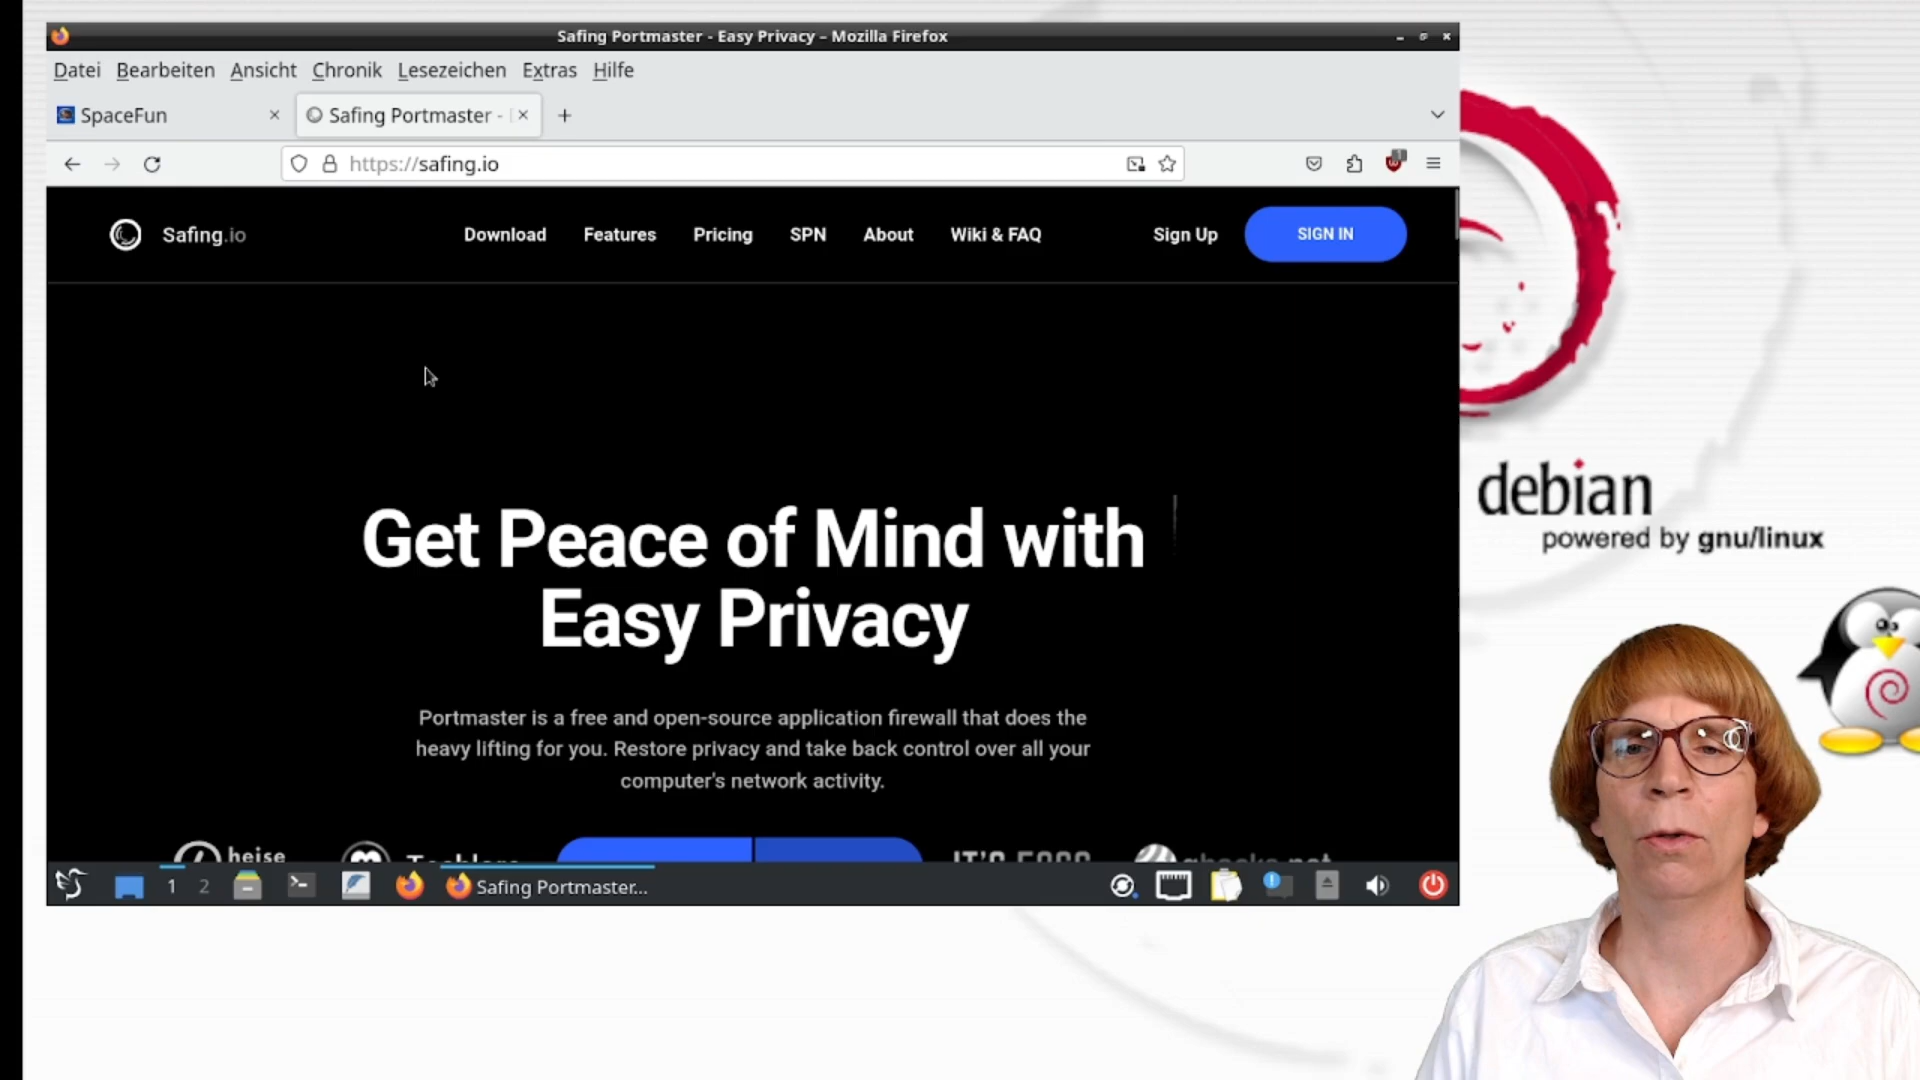 Safing Portmaster - Easy Privacy – Mozilla Firefox
Datei Bearbeiten Ansicht Chronik Lesezeichen Extras Hilfe
SpaceFun
Safing Portmaster -
https://safing.io
Safing.io
Download Features Pricing SPN About Wiki & FAQ
Sign Up
SIGN IN
Get Peace of Mind with
Easy Privacy
Portmaster is a free and open-source application firewall that does the
heavy lifting for you. Restore privacy and take back control over all your
computer's network activity.
heise
IT'S FOSS
ghacks.net
1 2
Safing Portmaster...
debian
powered by gnu/linux